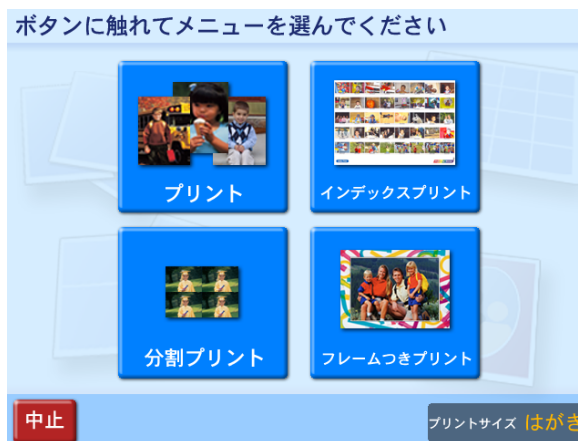 ボタンに触れてメニューを選んでください
プリント
インデックスプリント
分割プリント
フレームつきプリント
中止
プリントサイズ はがき